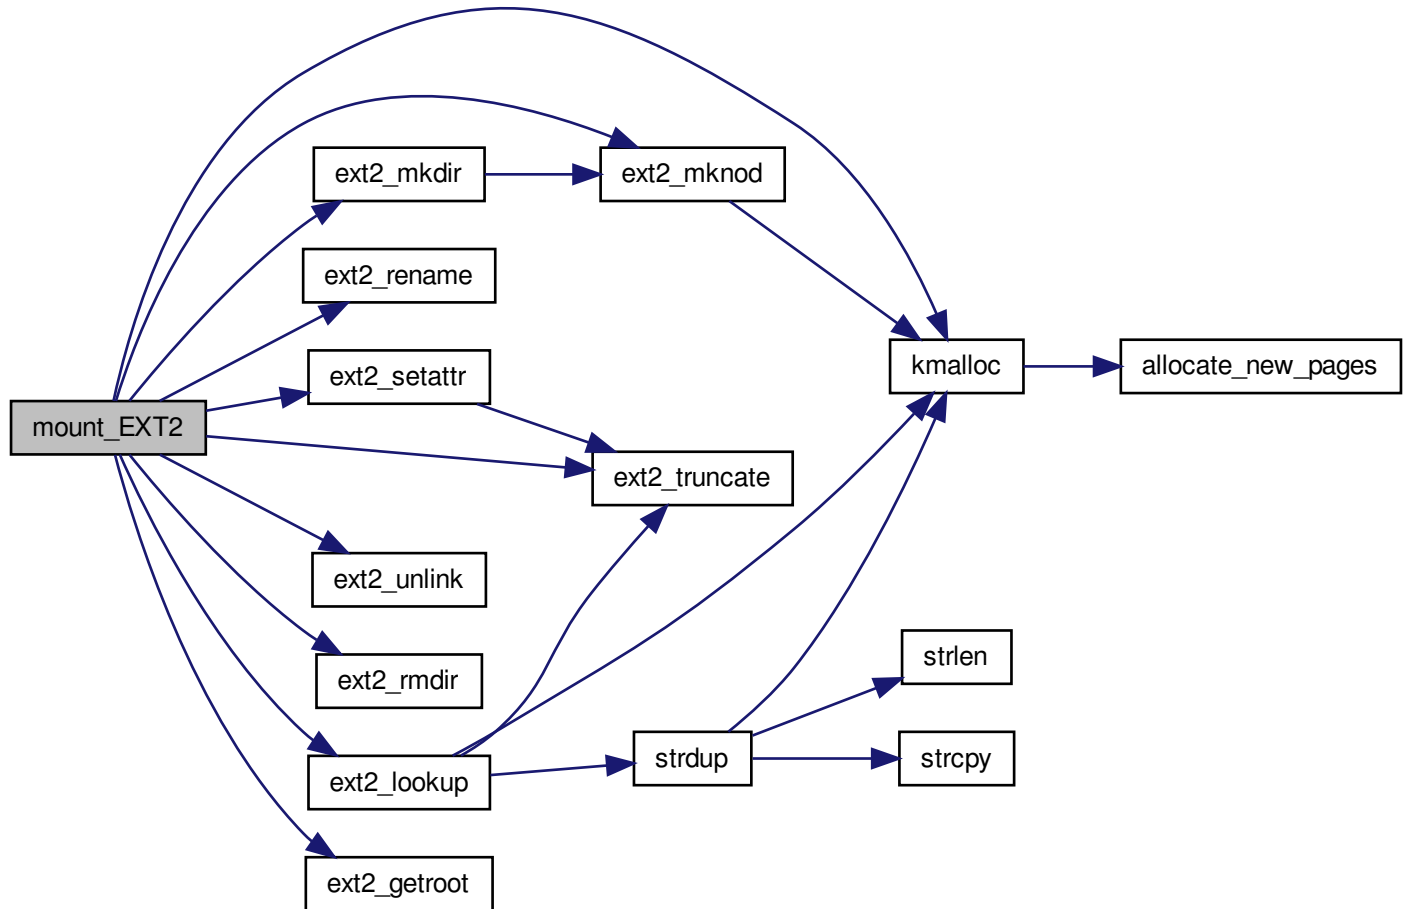 ext2_mkdir
ext2_mknod
ext2_rename
kmalloc
allocate_new_pages
ext2_setattr
mount_EXT2
ext2_truncate
ext2_unlink
strlen
ext2_rmdir
strdup
strcpy
ext2_lookup
ext2_getroot